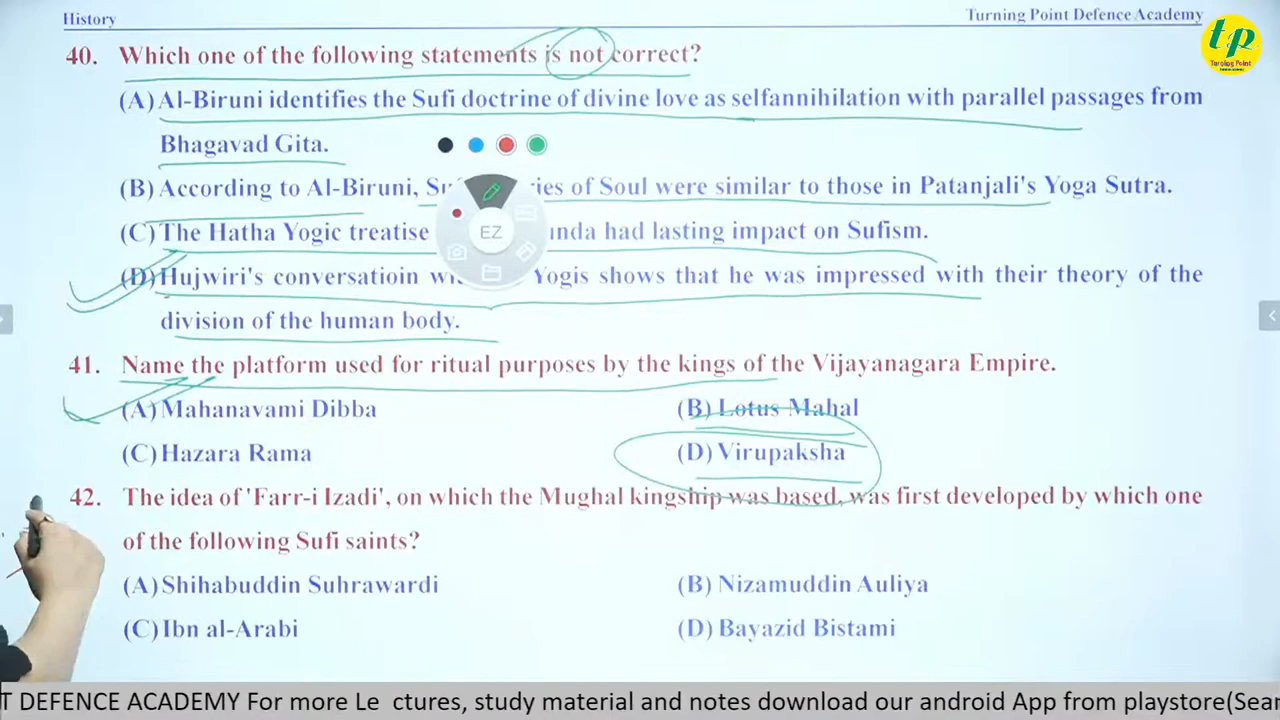 History
Turning Point Defence Academy
tp
Turning Point
40. Which one of the following statements is not correct?
(A) Al-Biruni identifies the Sufi doctrine of divine love as selfannihilation with parallel passages from
Bhagavad Gita.
(B) According to Al-Biruni, of Soul were similar to those in Patanjali's Yoga Sutra.
(C) The Hatha Yogic treatise had lasting impact on Sufism.
EZ
(D) Hujwiri's conversatioin Yogis shows that he was impressed with their theory of the
division of the human body.
41. Name the platform used for ritual purposes by the kings of the Vijayanagara Empire.
(A) Mahanavami Dibba (B) Lotus Mahal
(C) Hazara Rama (D) Virupaksha
42. The idea of 'Farr-i Izadi', on which the Mughal kingship was based, was first developed by which one
of the following Sufi saints?
(A) Shihabuddin Suhrawardi (B) Nizamuddin Auliya
(C) Ibn al-Arabi (D) Bayazid Bistami
T DEFENCE ACADEMY For more Le ctures, study material and notes download our android App from playstore(Sear